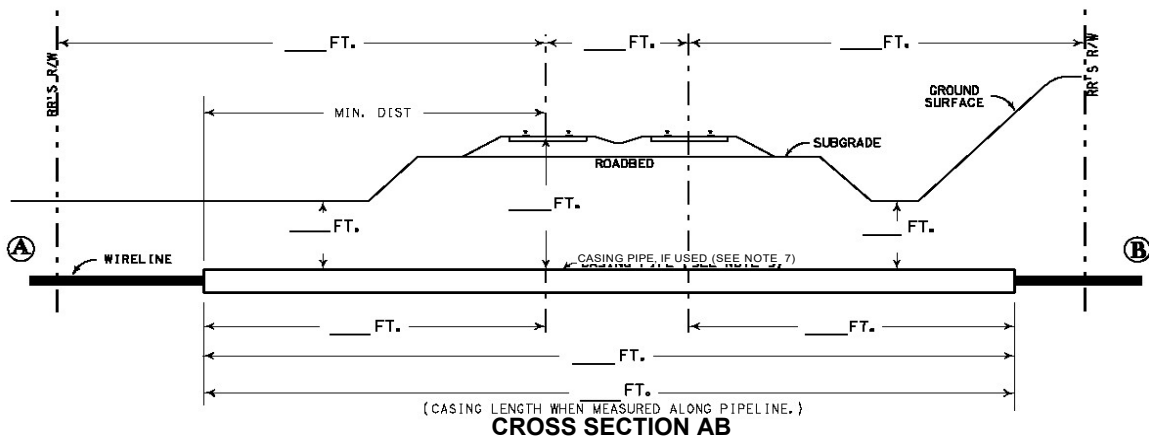 ____FT. ____FT. ____FT.
RR'S R/W
RR'S R/W
GROUND
SURFACE
MIN. DIST
SUBGRADE
ROADBED
____FT.
____FT.
____FT.
A
WIRELINE
CASING PIPE, IF USED (SEE NOTE 7)
B
____FT. ____FT.
____FT.
____FT.
(CASING LENGTH WHEN MEASURED ALONG PIPELINE.)
CROSS SECTION AB